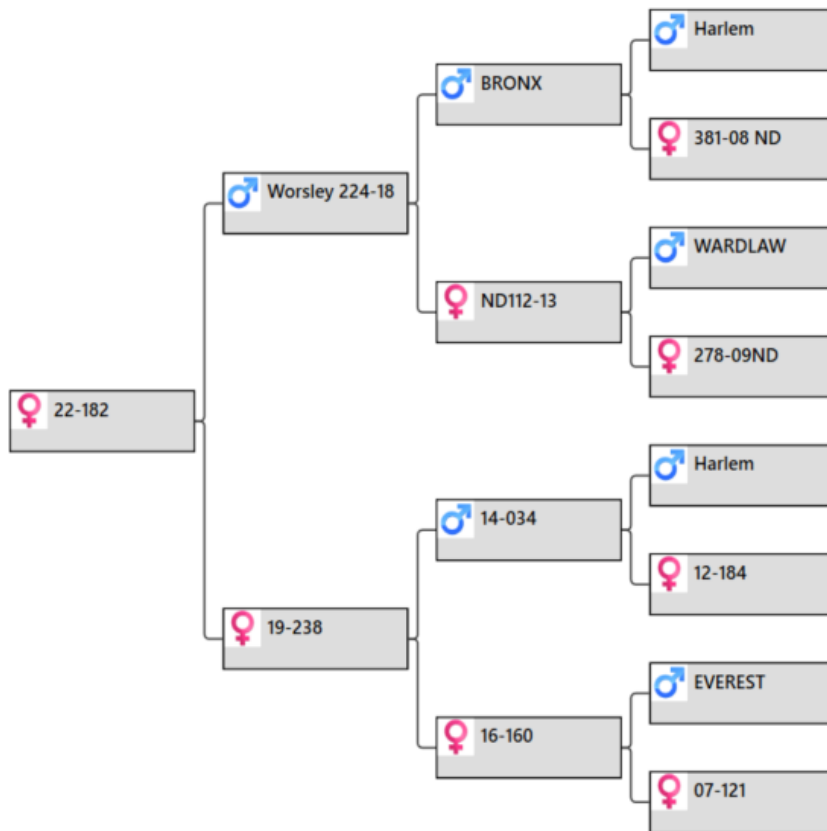 Harlem
BRONX
381-08 ND
Worsley 224-18
WARDLAW
ND112-13
278-09ND
22-182
Harlem
14-034
12-184
19-238
EVEREST
16-160
07-121